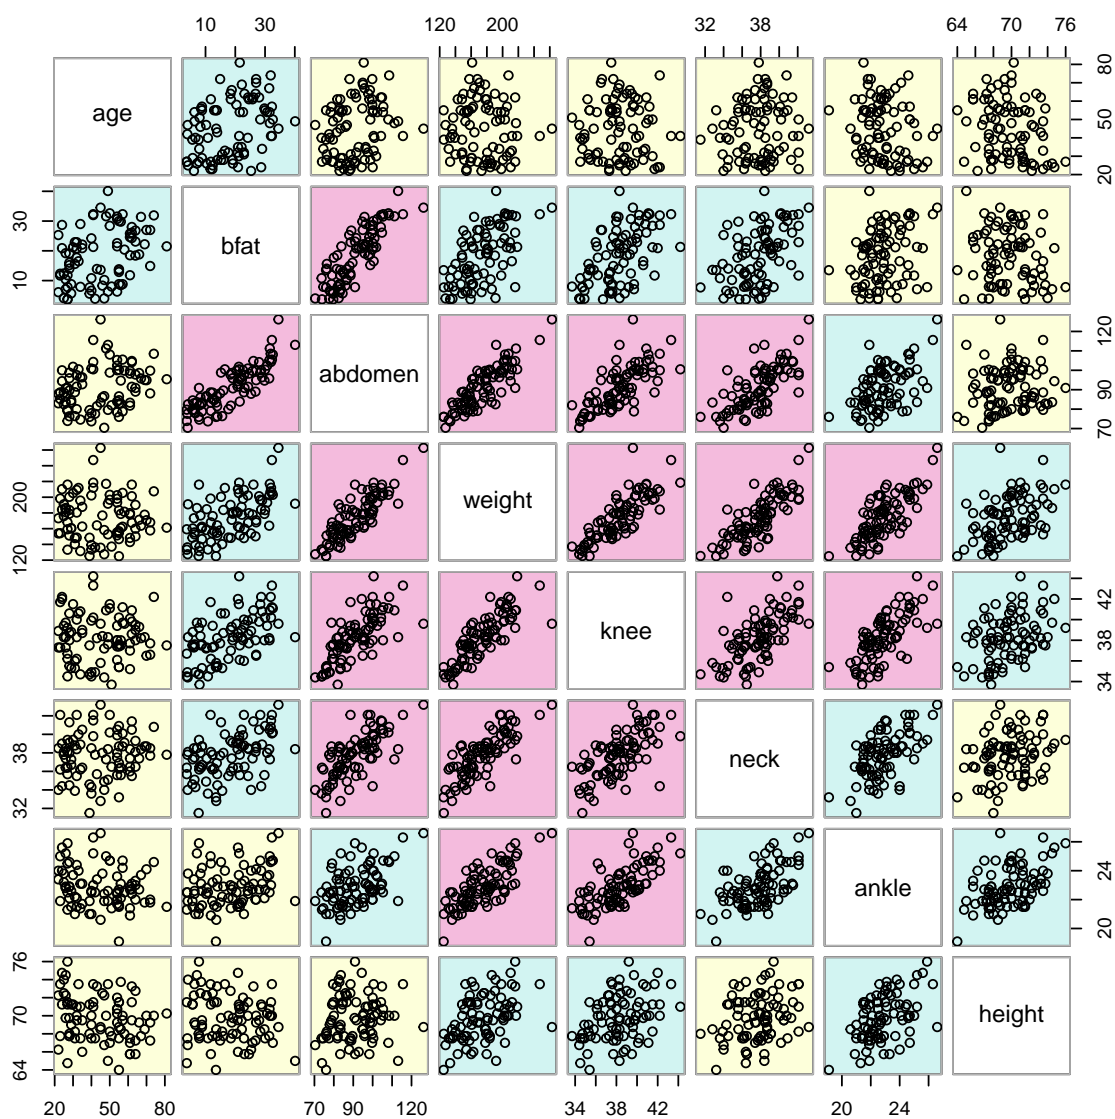 10 30 120 200 32 38 64 70 76
age 20 50 80
10 30 bfat
abdomen 70 90 120
120 200 weight
knee 34 38 42
32 38 neck
ankle 20 24
64 70 76 height
20 50 80 70 90 120 34 38 42 20 24